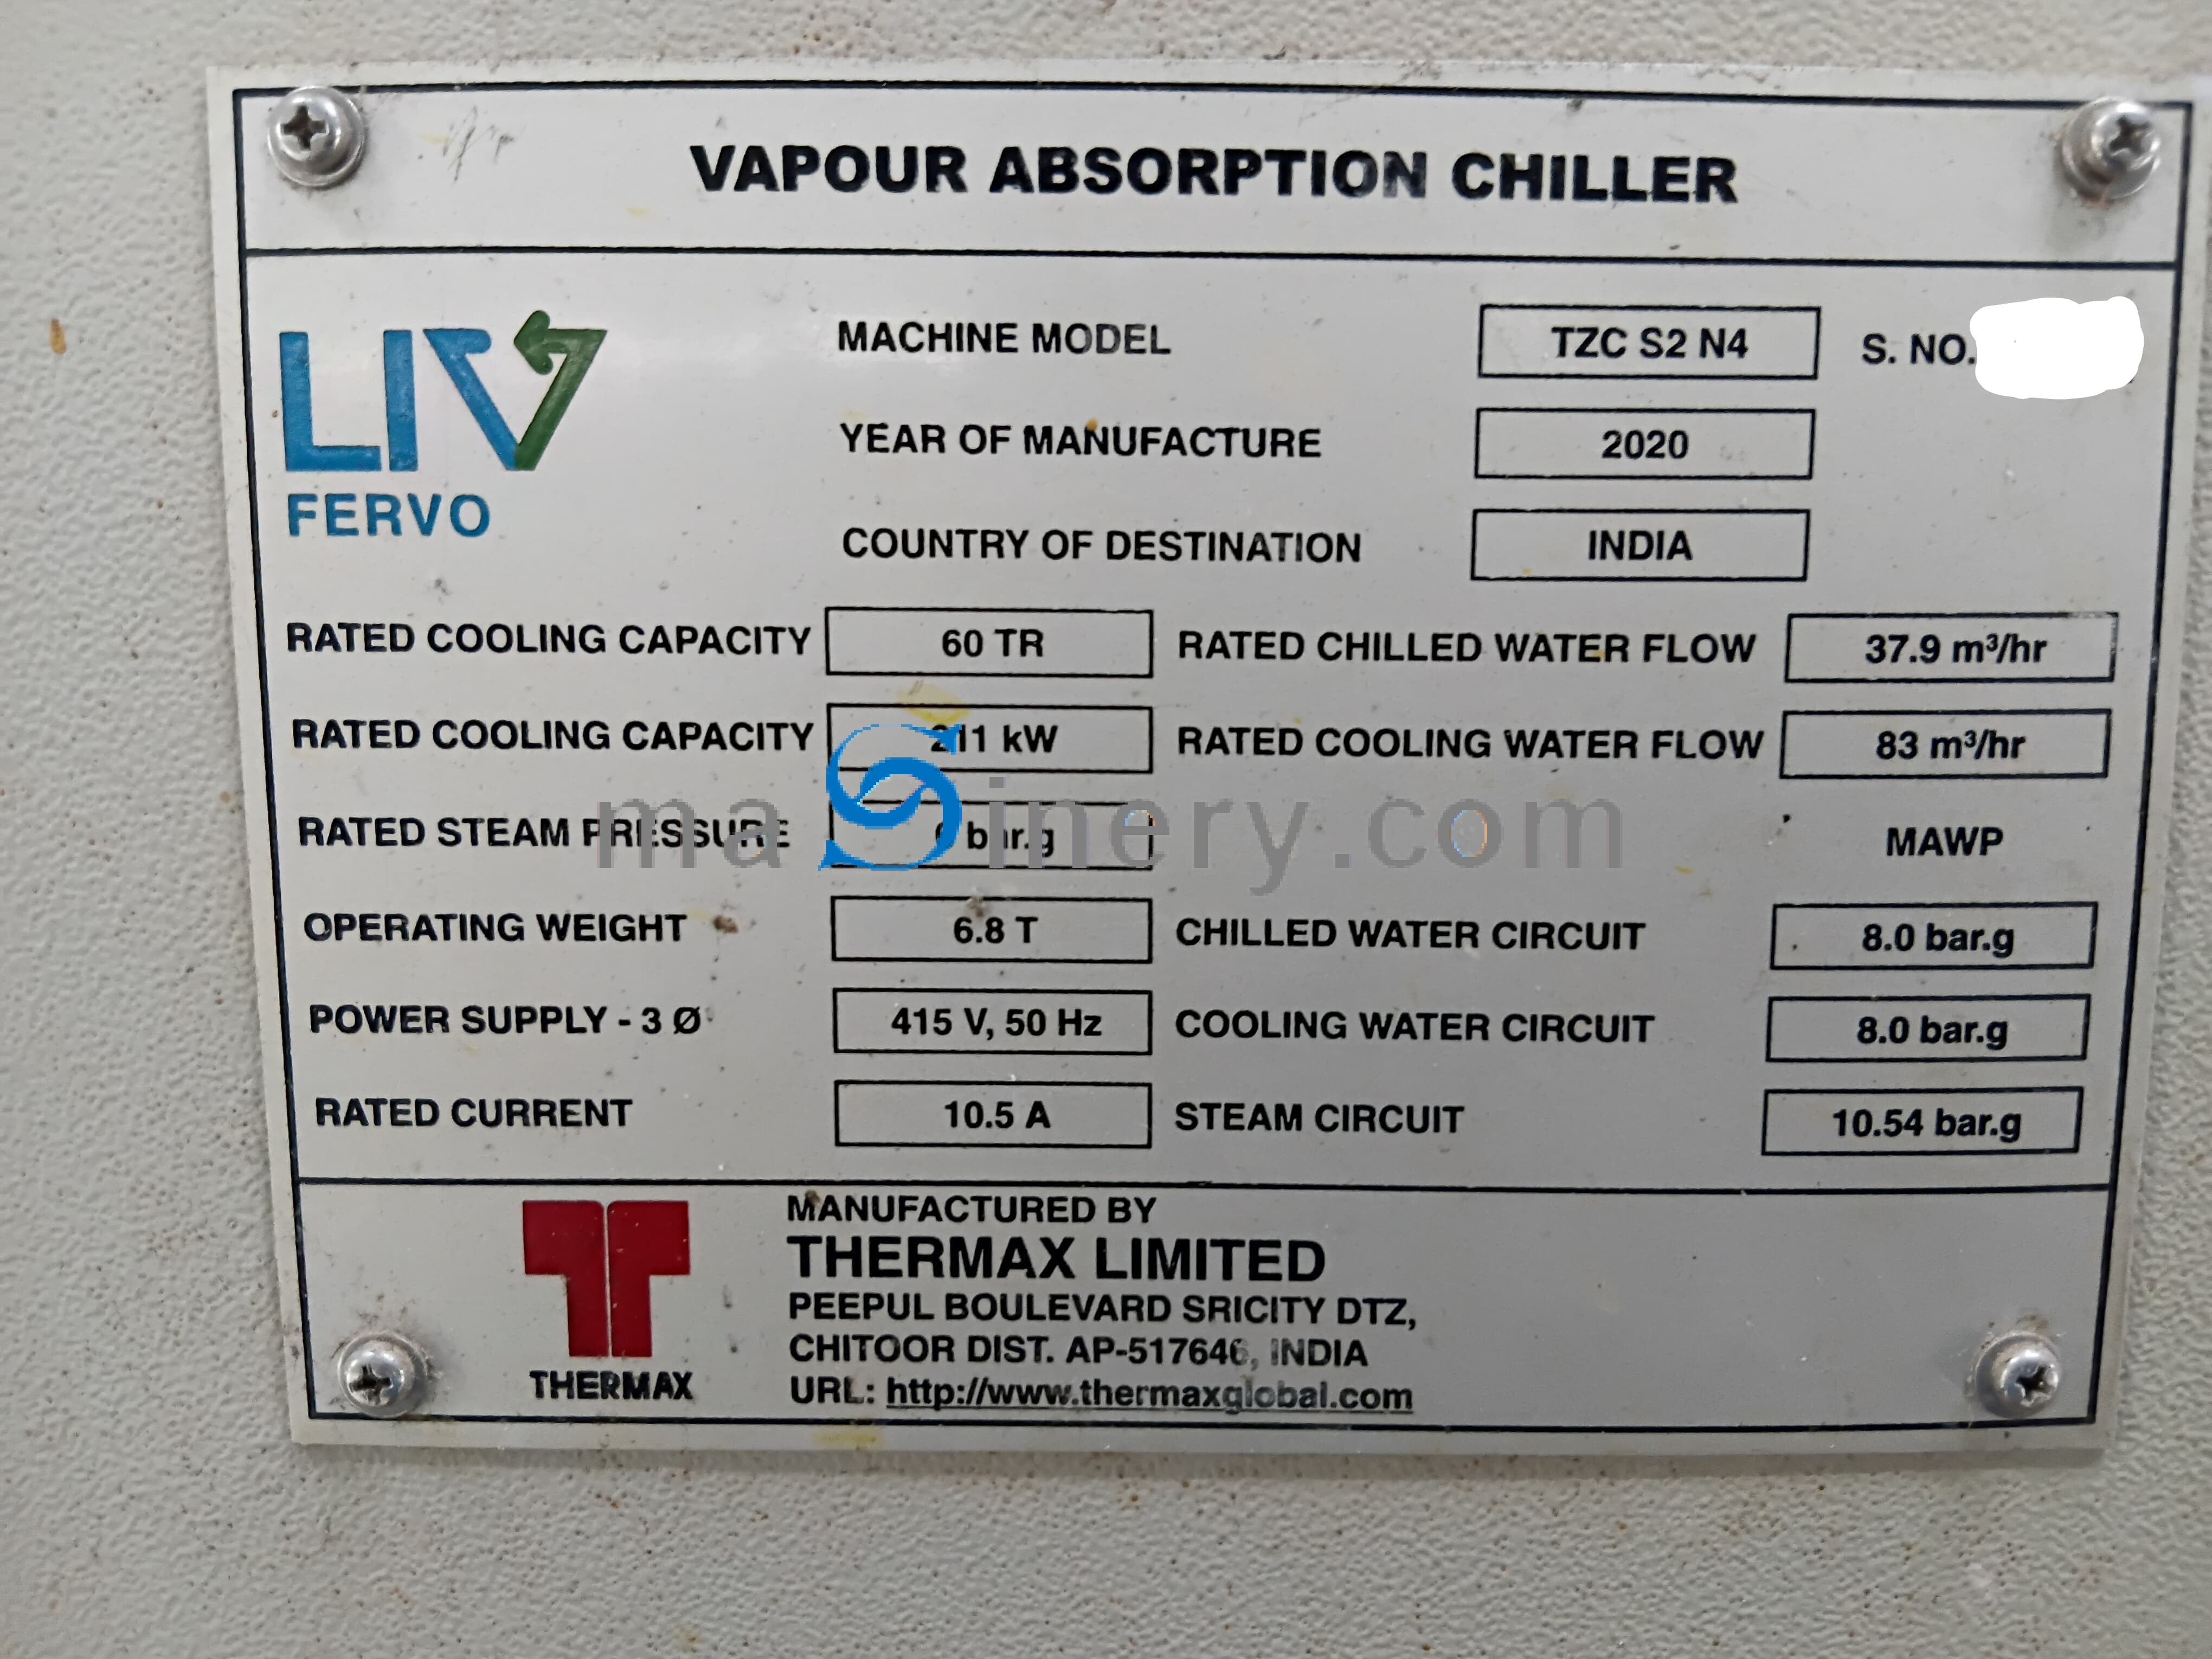 VAPOUR ABSORPTION CHILLER
LIV
FERVO
MACHINE MODEL TZC S2 N4 S. NO.
YEAR OF MANUFACTURE 2020
COUNTRY OF DESTINATION INDIA
RATED COOLING CAPACITY 60 TR RATED CHILLED WATER FLOW 37.9 m³/hr
RATED COOLING CAPACITY 211 kW RATED COOLING WATER FLOW 83 m³/hr
RATED STEAM PRESSURE bar.g MAWP
maSinery.com
OPERATING WEIGHT 6.8 T CHILLED WATER CIRCUIT 8.0 bar.g
POWER SUPPLY - 3 Ø 415 V, 50 Hz COOLING WATER CIRCUIT 8.0 bar.g
RATED CURRENT 10.5 A STEAM CIRCUIT 10.54 bar.g
MANUFACTURED BY
THERMAX LIMITED
PEEPUL BOULEVARD SRICITY DTZ,
CHITOOR DIST. AP-517646, INDIA
URL: http://www.thermaxglobal.com
THERMAX